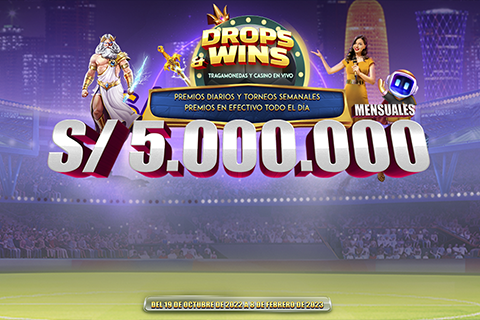 DROPS
& WINS
TRAGAMONEDAS Y CASINO EN VIVO
PREMIOS DIARIOS Y TORNEOS SEMANALES
PREMIOS EN EFECTIVO TODO EL DÍA
MENSUALES
S/ 5.000.000
DEL 19 DE OCTUBRE DE 2022 A 8 DE FEBRERO DE 2023